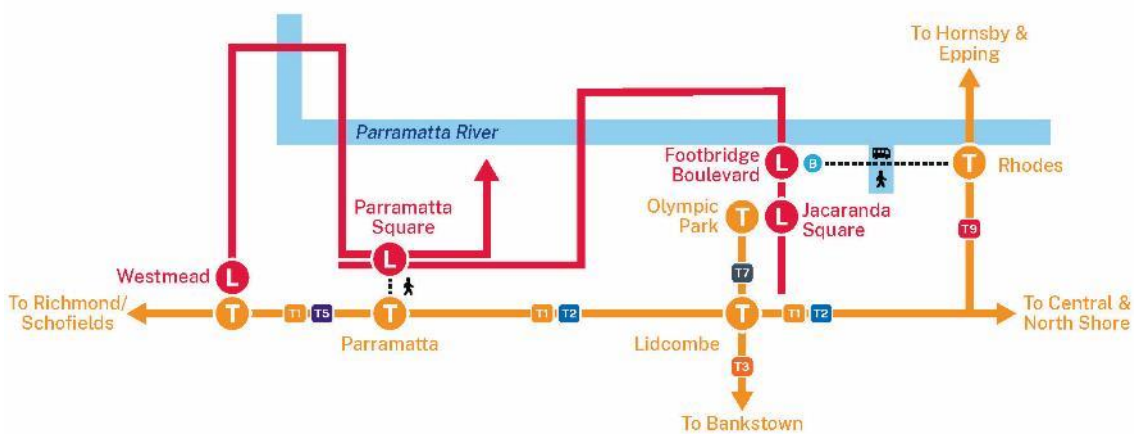 To Hornsby &
Epping
Parramatta River
Footbridge
Boulevard
L
B
T
Rhodes
Parramatta
Square
L
Olympic
Park
T
L
Jacaranda
Square
T9
Westmead
L
T7
To Richmond/
Schofields
T
T1
T5
T
T1
T2
T
T1
T2
To Central &
North Shore
Parramatta
Lidcombe
T3
To Bankstown